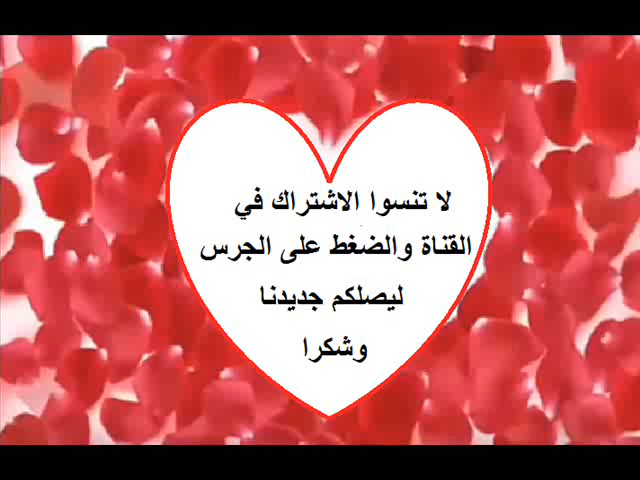 لا تنسوا الاشتراك في
القناة والضغط على الجرس
ليصلكم جديدنا
وشكرا